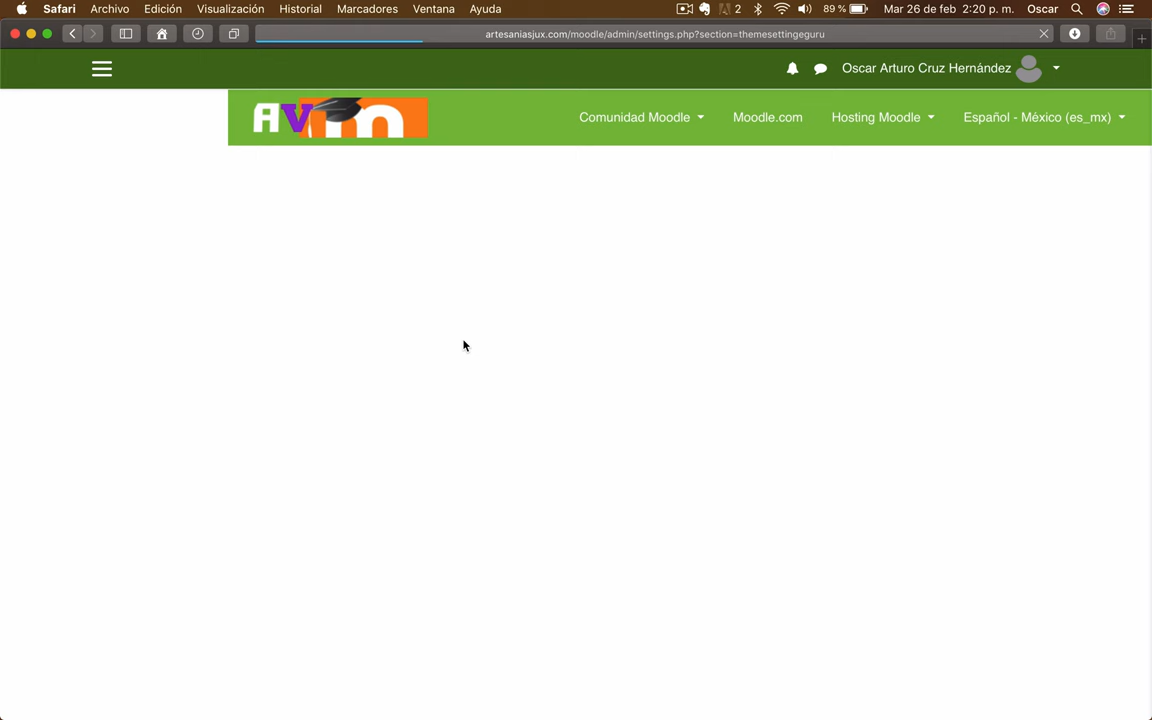 Safari Archivo Edición Visualización Historial Marcadores Ventana Ayuda 2 89 % Mar 26 de feb 2:20 p. m. Oscar
artesaniasjux.com/moodle/admin/settings.php?section=themesettingeguru
Oscar Arturo Cruz Hernández
AVm Comunidad Moodle Moodle.com Hosting Moodle Español - México (es_mx)